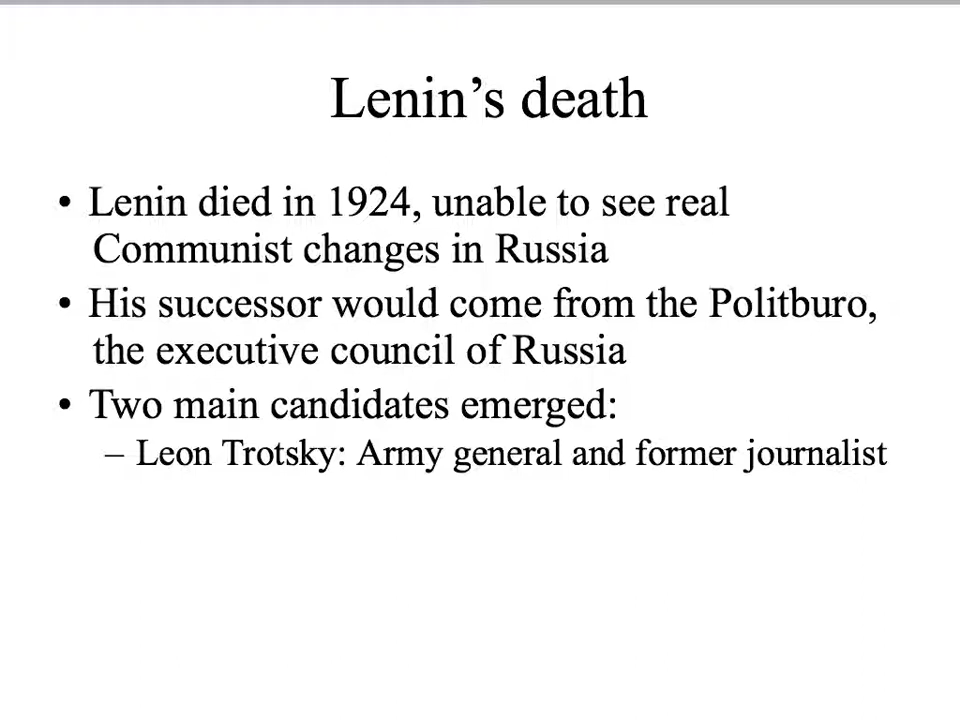 Lenin’s death
• Lenin died in 1924, unable to see real
Communist changes in Russia
• His successor would come from the Politburo,
the executive council of Russia
• Two main candidates emerged:
– Leon Trotsky: Army general and former journalist